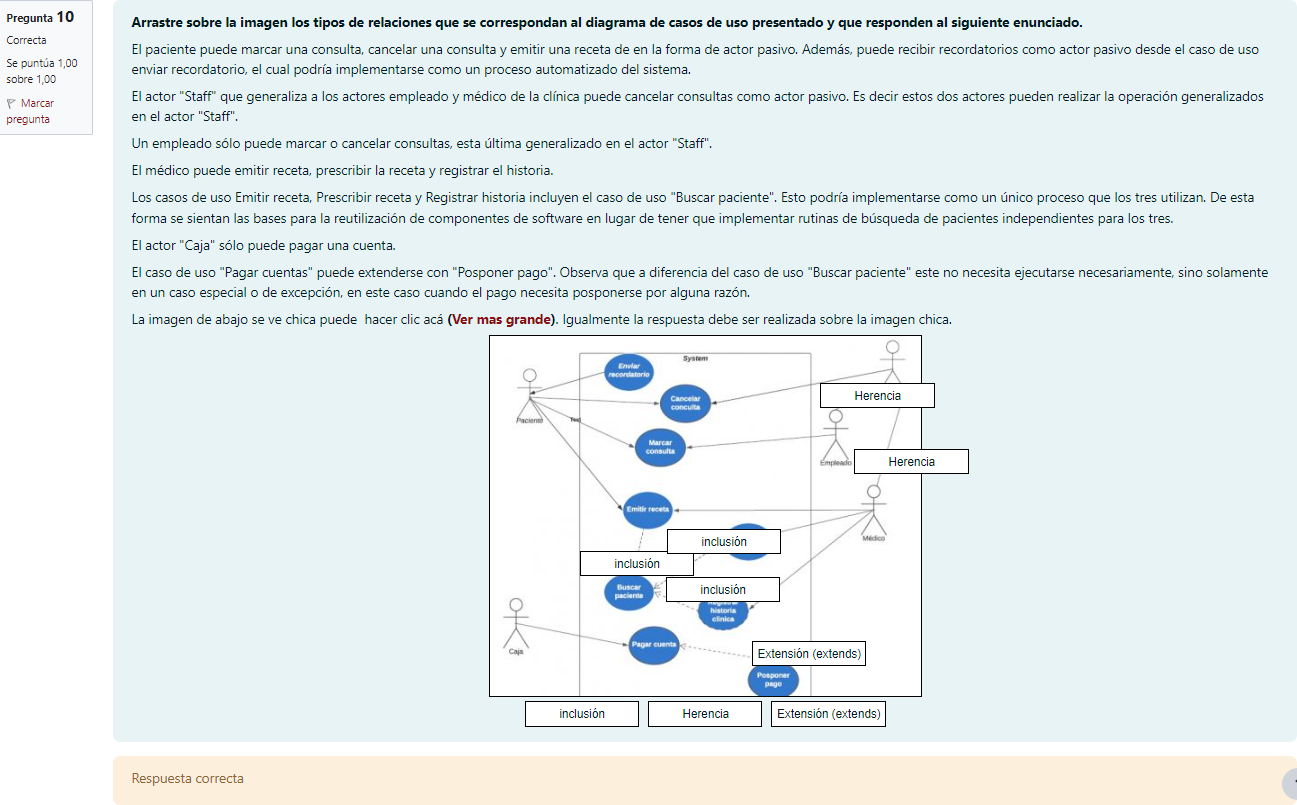 Pregunta 10
Correcta
Se puntúa 1,00
sobre 1,00
Marcar
pregunta
Arrastre sobre la imagen los tipos de relaciones que se correspondan al diagrama de casos de uso presentado y que responden al siguiente enunciado.
El paciente puede marcar una consulta, cancelar una consulta y emitir una receta de en la forma de actor pasivo. Además, puede recibir recordatorios como actor pasivo desde el caso de uso
enviar recordatorio, el cual podría implementarse como un proceso automatizado del sistema.
El actor "Staff" que generaliza a los actores empleado y médico de la clínica puede cancelar consultas como actor pasivo. Es decir estos dos actores pueden realizar la operación generalizados
en el actor "Staff".
Un empleado sólo puede marcar o cancelar consultas, esta última generalizado en el actor "Staff".
El médico puede emitir receta, prescribir la receta y registrar el historia.
Los casos de uso Emitir receta, Prescribir receta y Registrar historia incluyen el caso de uso "Buscar paciente". Esto podría implementarse como un único proceso que los tres utilizan. De esta
forma se sientan las bases para la reutilización de componentes de software en lugar de tener que implementar rutinas de búsqueda de pacientes independientes para los tres.
El actor "Caja" sólo puede pagar una cuenta.
El caso de uso "Pagar cuentas" puede extenderse con "Posponer pago". Observa que a diferencia del caso de uso "Buscar paciente" este no necesita ejecutarse necesariamente, sino solamente
en un caso especial o de excepción, en este caso cuando el pago necesita posponerse por alguna razón.
La imagen de abajo se ve chica puede hacer clic acá (Ver mas grande). Igualmente la respuesta debe ser realizada sobre la imagen chica.
System
Enviar
recordatorio
Cancelar
conculta
Herencia
Paciente
Text
Marcar
consulta
Empleado
Herencia
Emitir receta
Médico
inclusión
inclusión
Buscar
paciente
inclusión
Registrar
historia
clinica
Pagar cuenta
Caja
Extensión (extends)
Posponer
pago
inclusión
Herencia
Extensión (extends)
Respuesta correcta